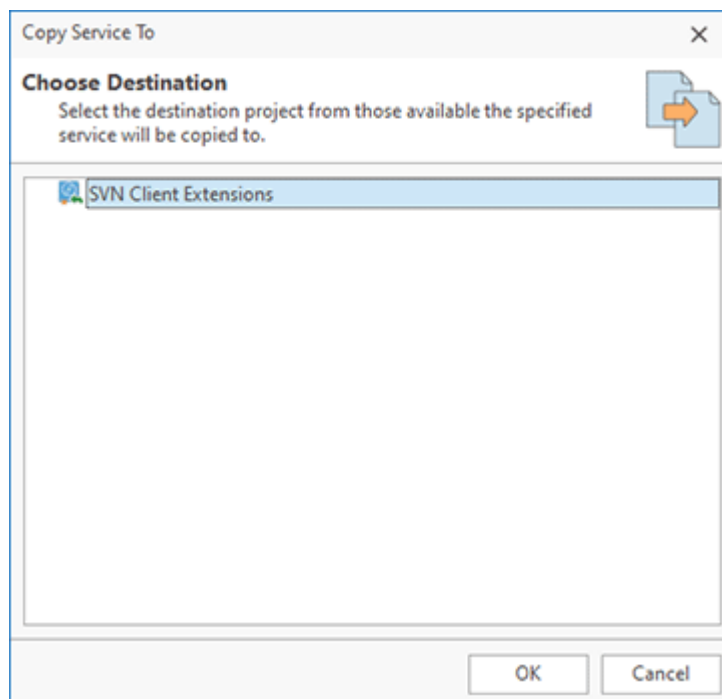 Copy Service To
Choose Destination
Select the destination project from those available the specified
service will be copied to.
SVN Client Extensions
OK
Cancel